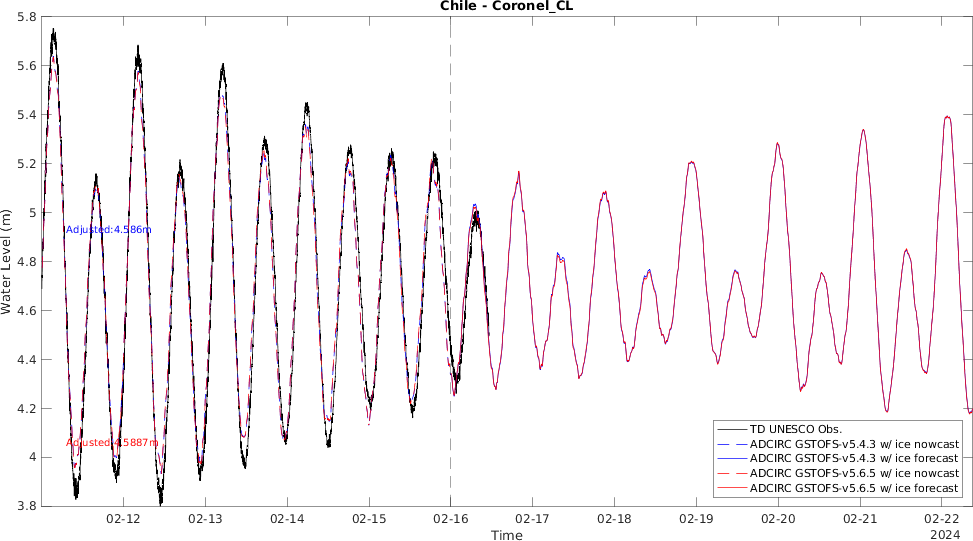 Chile - Coronel_CL
Water Level (m)
5.8
5.6
5.4
5.2
5
4.8
4.6
4.4
4.2
4
3.8
Adjusted:4.586m
Adjusted:4.5887m
TD UNESCO Obs.
ADCIRC GSTOFS-v5.4.3 w/ ice nowcast
ADCIRC GSTOFS-v5.4.3 w/ ice forecast
ADCIRC GSTOFS-v5.6.5 w/ ice nowcast
ADCIRC GSTOFS-v5.6.5 w/ ice forecast
02-12 02-13 02-14 02-15 02-16 02-17 02-18 02-19 02-20 02-21 02-22
Time
2024